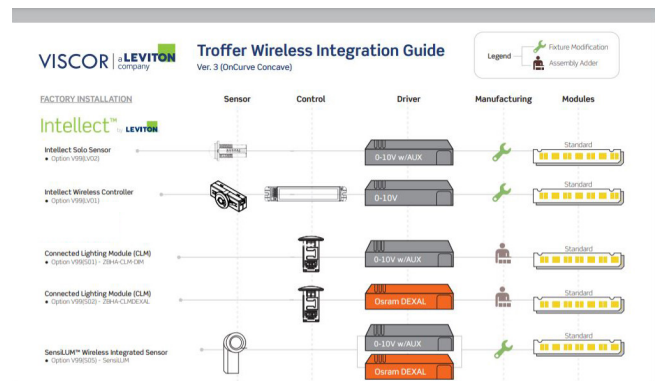 VISCOR | a LEVITON company
Troffer Wireless Integration Guide
Ver. 3 (OnCurve Concave)
Legend
Fixture Modification
Assembly Adder
FACTORY INSTALLATION
Sensor
Control
Driver
Manufacturing
Modules
Intellect™ by LEVITON
Intellect Solo Sensor
• Option V99(LV02)
0-10V w/AUX
Standard
Intellect Wireless Controller
• Option V99(LV01)
0-10V
Standard
Connected Lighting Module (CLM)
• Option V99(S01) - ZBHA-CLM-DIM
0-10V w/AUX
Standard
Connected Lighting Module (CLM)
• Option V99(S02) - ZBHA-CLMDEXAL
Osram DEXAL
Standard
SensiLUM™ Wireless Integrated Sensor
• Option V99(S05) - SensiLUM
0-10V w/AUX
Osram DEXAL
Standard